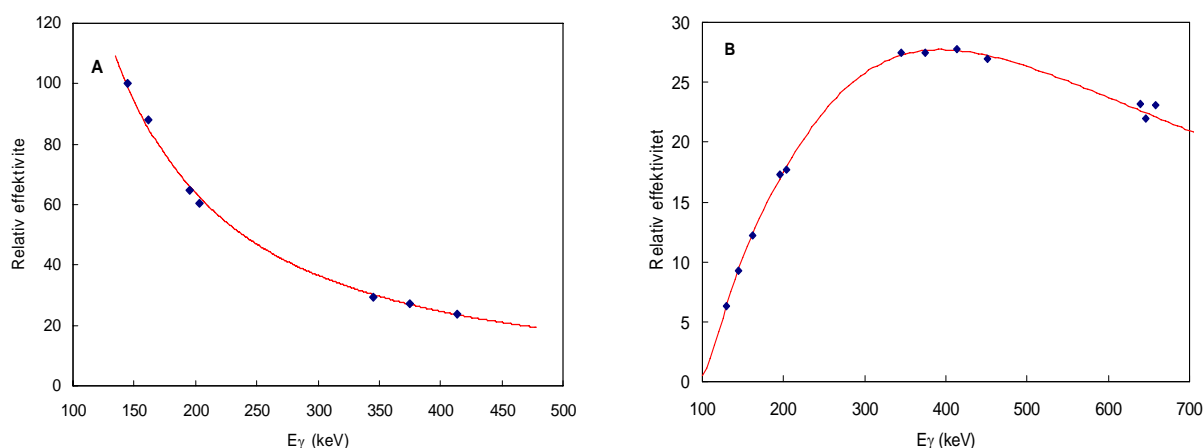 A
Relativ effektivite
120
100
80
60
40
20
0
100 150 200 250 300 350 400 450 500
Eγ (keV)
B
Relativ effektivitet
30
25
20
15
10
5
0
100 200 300 400 500 600 700
Eγ (keV)